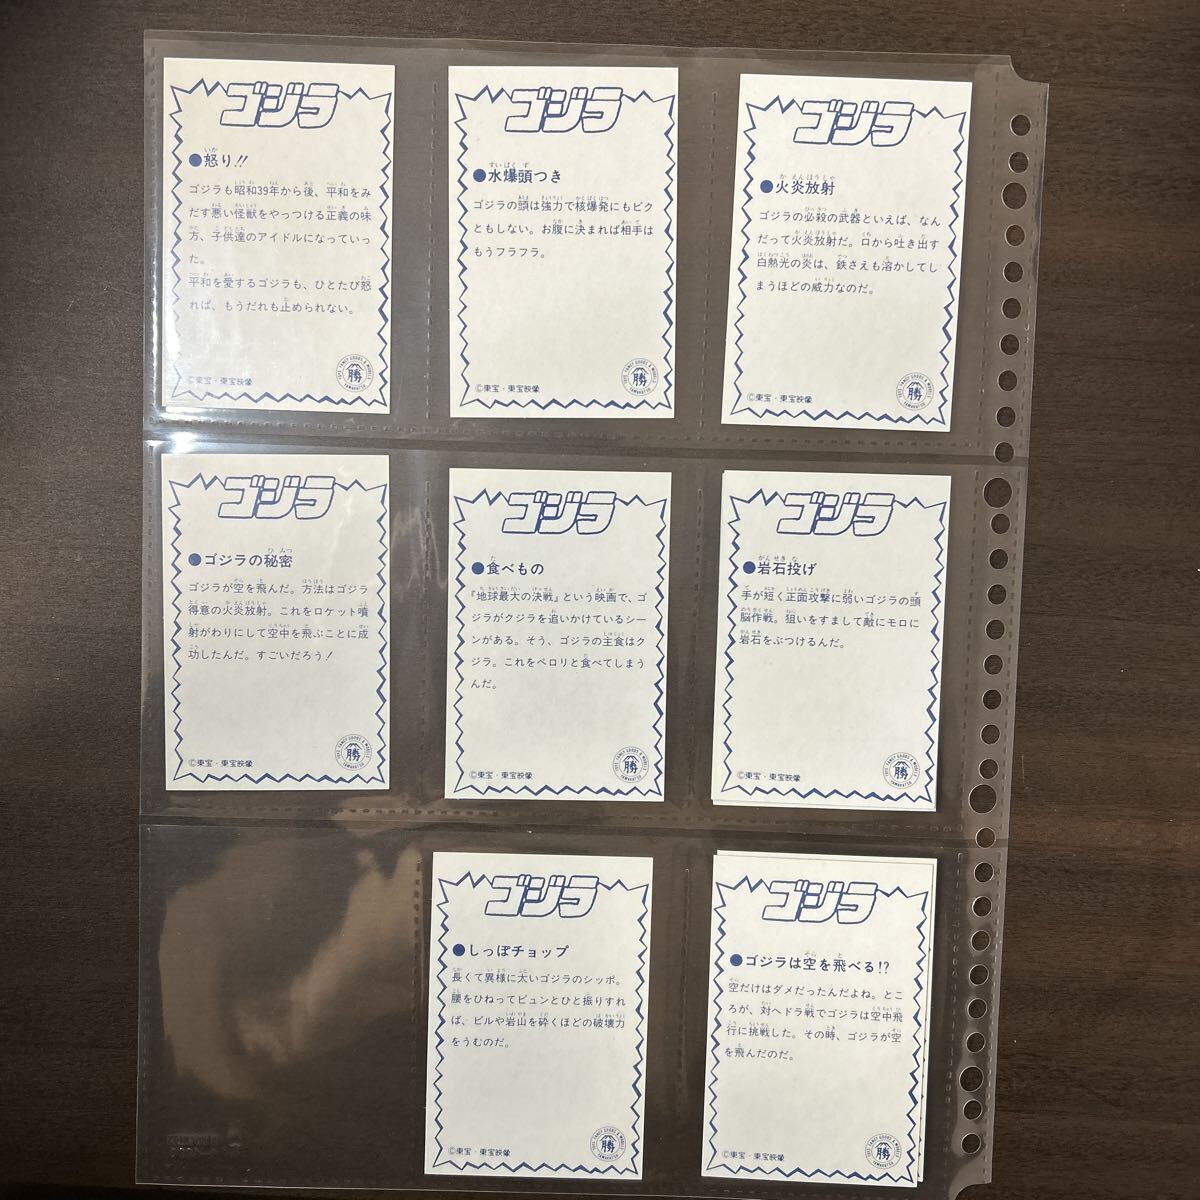 ゴジラ
●怒り!!
ゴジラも昭和39年から後、平和をみ
だす悪い怪獣をやっつける正義の味
方、子供達のアイドルになっていっ
た。
平和を愛するゴジラも、ひとたび怒
れば、もうだれも止められない。
©東宝・東宝映像
勝
ゴジラ
●水爆頭つき
ゴジラの頭は強力で核爆発にもビク
ともしない。お腹に決まれば相手は
もうフラフラ。
©東宝・東宝映像
勝
ゴジラ
●火炎放射
ゴジラの必殺の武器といえば、なん
だって火炎放射だ。口から吐き出す
白熱光の炎は、鉄さえも溶かしてし
まうほどの威力なのだ。
©東宝・東宝映像
勝
ゴジラ
●ゴジラの秘密
ゴジラが空を飛んだ。方法はゴジラ
得意の火炎放射。これをロケット噴
射がわりにして空中を飛ぶことに成
功したんだ。すごいだろう!
©東宝・東宝映像
勝
ゴジラ
●食べもの
『地球最大の決戦』という映画で、ゴ
ジラがクジラを追いかけているシー
ンがある。そう、ゴジラの主食はク
ジラ。これをペロリと食べてしまう
んだ。
©東宝・東宝映像
勝
ゴジラ
●岩石投げ
手が短く正面攻撃に弱いゴジラの頭
脳作戦。狙いをすまして敵にモロに
岩石をぶつけるんだ。
©東宝・東宝映像
勝
ゴジラ
●しっぽチョップ
長くて異様に太いゴジラのシッポ。
腰をひねってビュンとひと振りすれ
ば、ビルや岩山を砕くほどの破壊力
をうむのだ。
©東宝・東宝映像
勝
ゴジラ
●ゴジラは空を飛べる!?
空だけはダメだったんだよね。とこ
ろが、対ヘドラ戦でゴジラは空中飛
行に挑戦した。その時、ゴジラが空
を飛んだのだ。
©東宝・東宝映像
勝